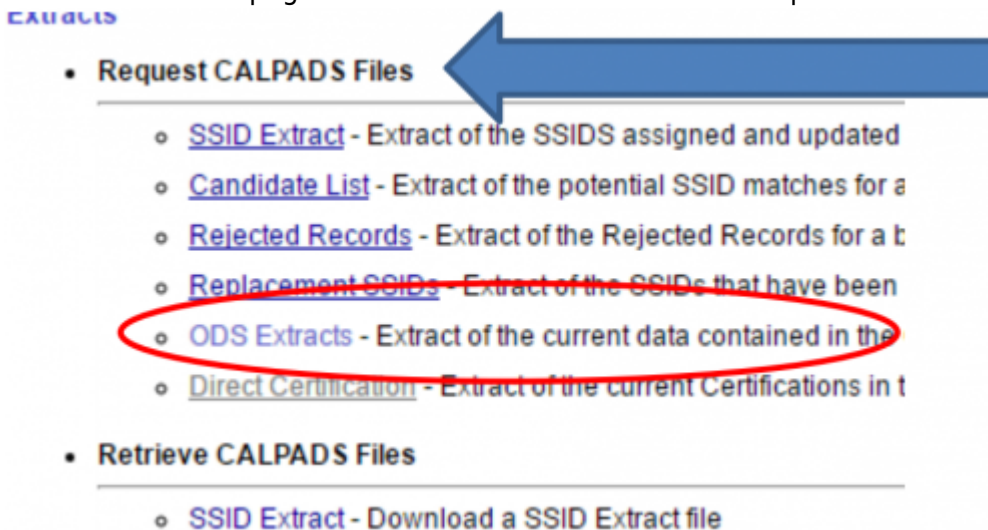 Extracts
• Request CALPADS Files
SSID Extract - Extract of the SSIDS assigned and updated
Candidate List - Extract of the potential SSID matches for a
Rejected Records - Extract of the Rejected Records for a b
Replacement SSIDs - Extract of the SSIDs that have been
ODS Extracts - Extract of the current data contained in the
Direct Certification - Extract of the current Certifications in t
• Retrieve CALPADS Files
SSID Extract - Download a SSID Extract file